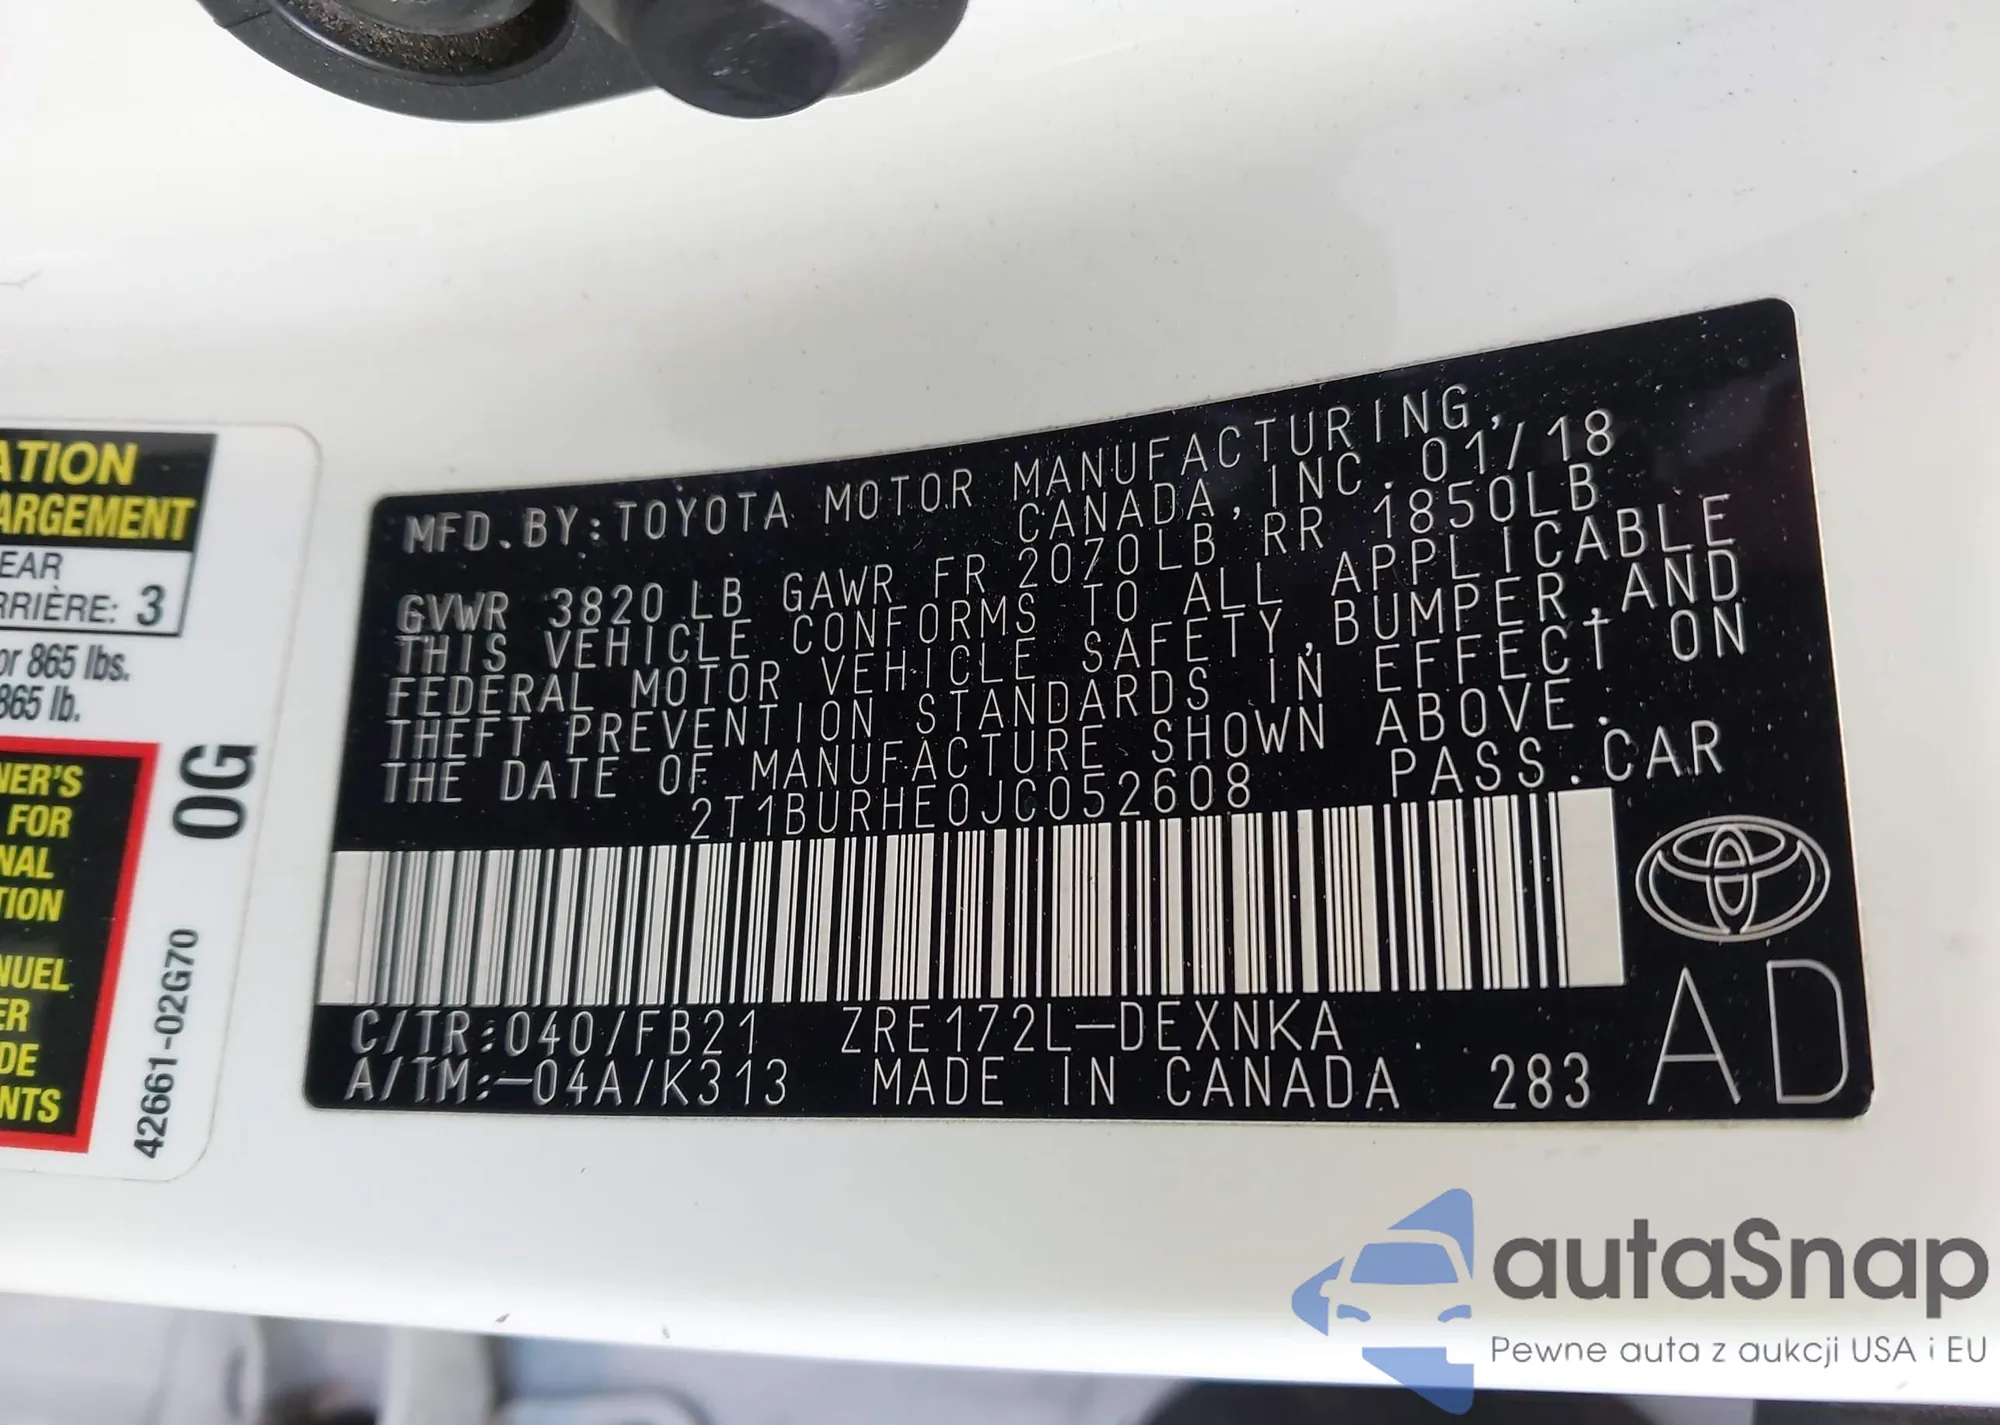 MFD.BY:TOYOTA MOTOR MANUFACTURING,
CANADA,INC. 01/18
GVWR 3820LB GAWR FR 2070LB RR 1850LB
THIS VEHICLE CONFORMS TO ALL APPLICABLE
FEDERAL MOTOR VEHICLE SAFETY,BUMPER,AND
THEFT PREVENTION STANDARDS IN EFFECT ON
THE DATE OF MANUFACTURE SHOWN ABOVE.
2T1BURHE0JC052608 PASS.CAR
C/TR:040/FB21 ZRE172L-DEXNKA
A/TM:-04A/K313 MADE IN CANADA 283
AD
ATION
ARGEMENT
EAR
RRIÈRE: 3
or 865 lbs.
865 lb.
NER'S
FOR
NAL
TION
NUEL
ER
DE
NTS
0G
42661-02G70
autaSnap
Pewne auta z aukcji USA i EU